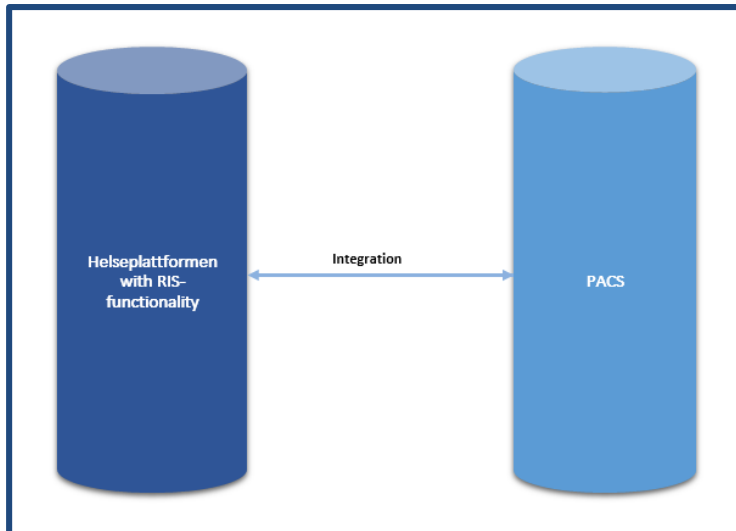 Helseplattformen
with RIS-
functionality
Integration
PACS